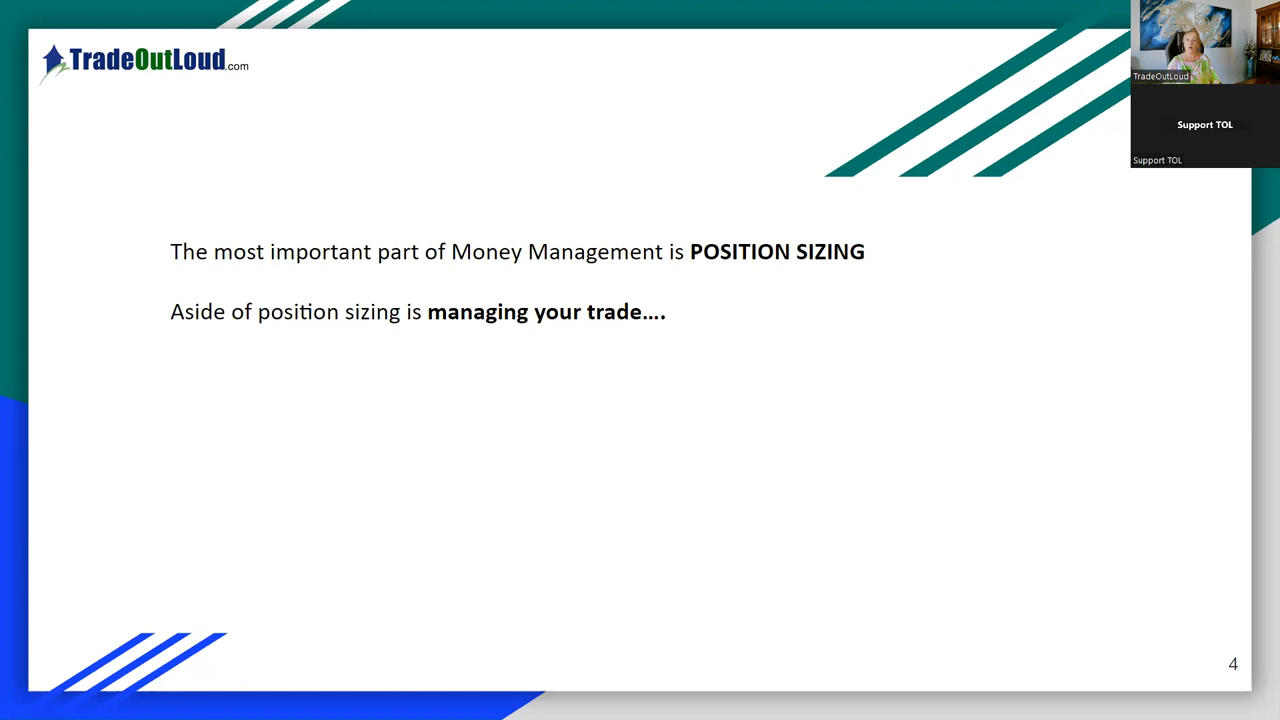 TradeOutLoud.com
TradeOutLoud
Support TOL
Support TOL
The most important part of Money Management is POSITION SIZING
Aside of position sizing is managing your trade....
4